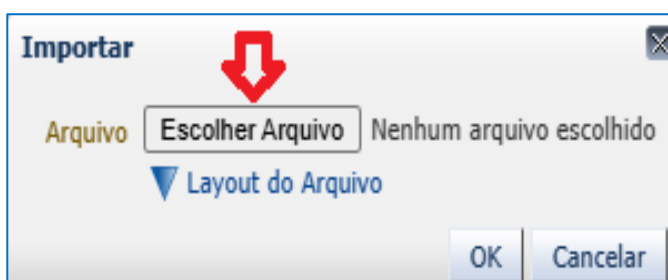 Importar
Arquivo Escolher Arquivo Nenhum arquivo escolhido
Layout do Arquivo
OK Cancelar